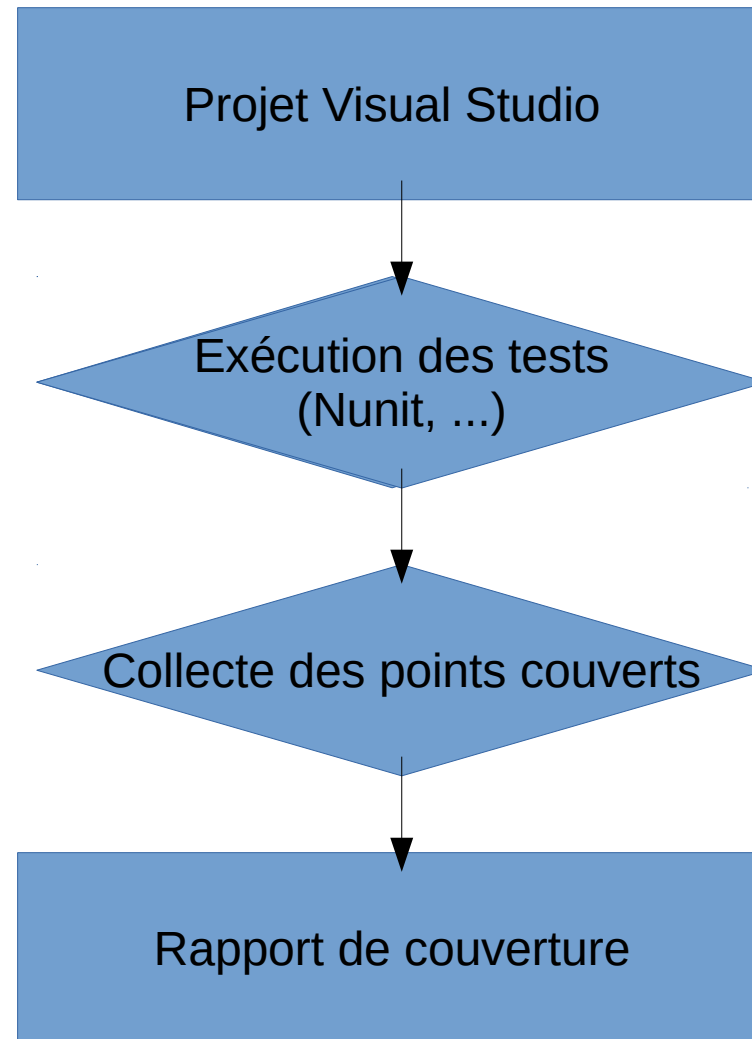 Projet Visual Studio
Exécution des tests
(Nunit, ...)
Collecte des points couverts
Rapport de couverture